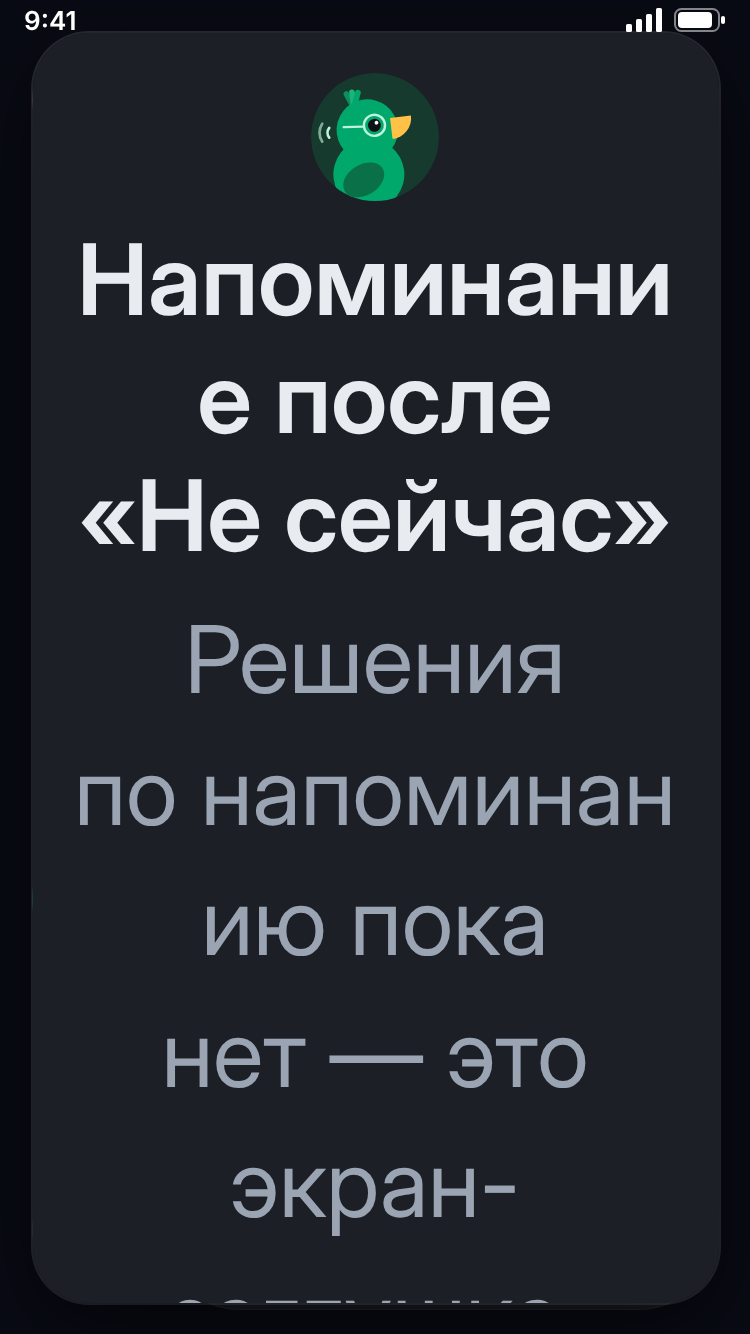 9:41
Напоминани
е после
«Не сейчас»
Решения
по напоминан
ию пока
нет — это
экран-